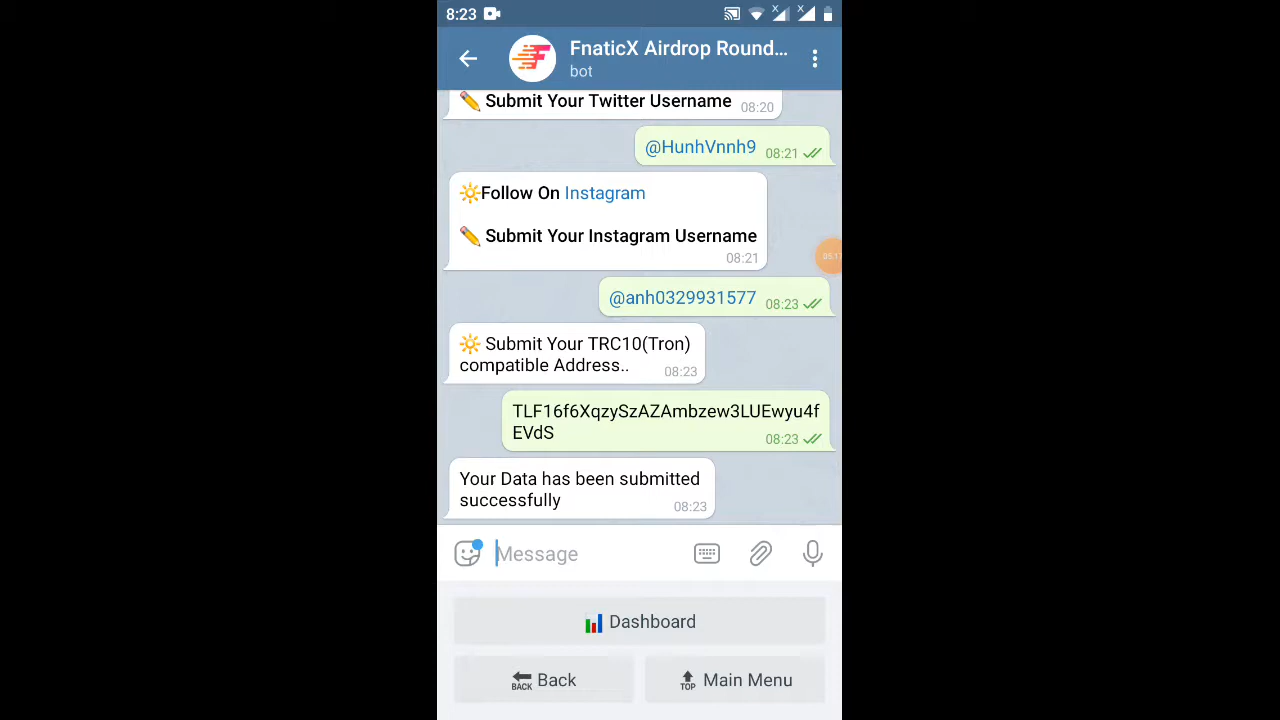 8:23
FnaticX Airdrop Round...
bot
✏️ Submit Your Twitter Username 08:20
@HunhVnnh9 08:21
🔆Follow On Instagram
✏️ Submit Your Instagram Username
08:21
@anh0329931577 08:23
🔆 Submit Your TRC10(Tron)
compatible Address.. 08:23
TLF16f6XqzySzAZAmbzew3LUEwyu4f
EVdS 08:23
Your Data has been submitted
successfully 08:23
Message
📊 Dashboard
BACK Back
TOP Main Menu